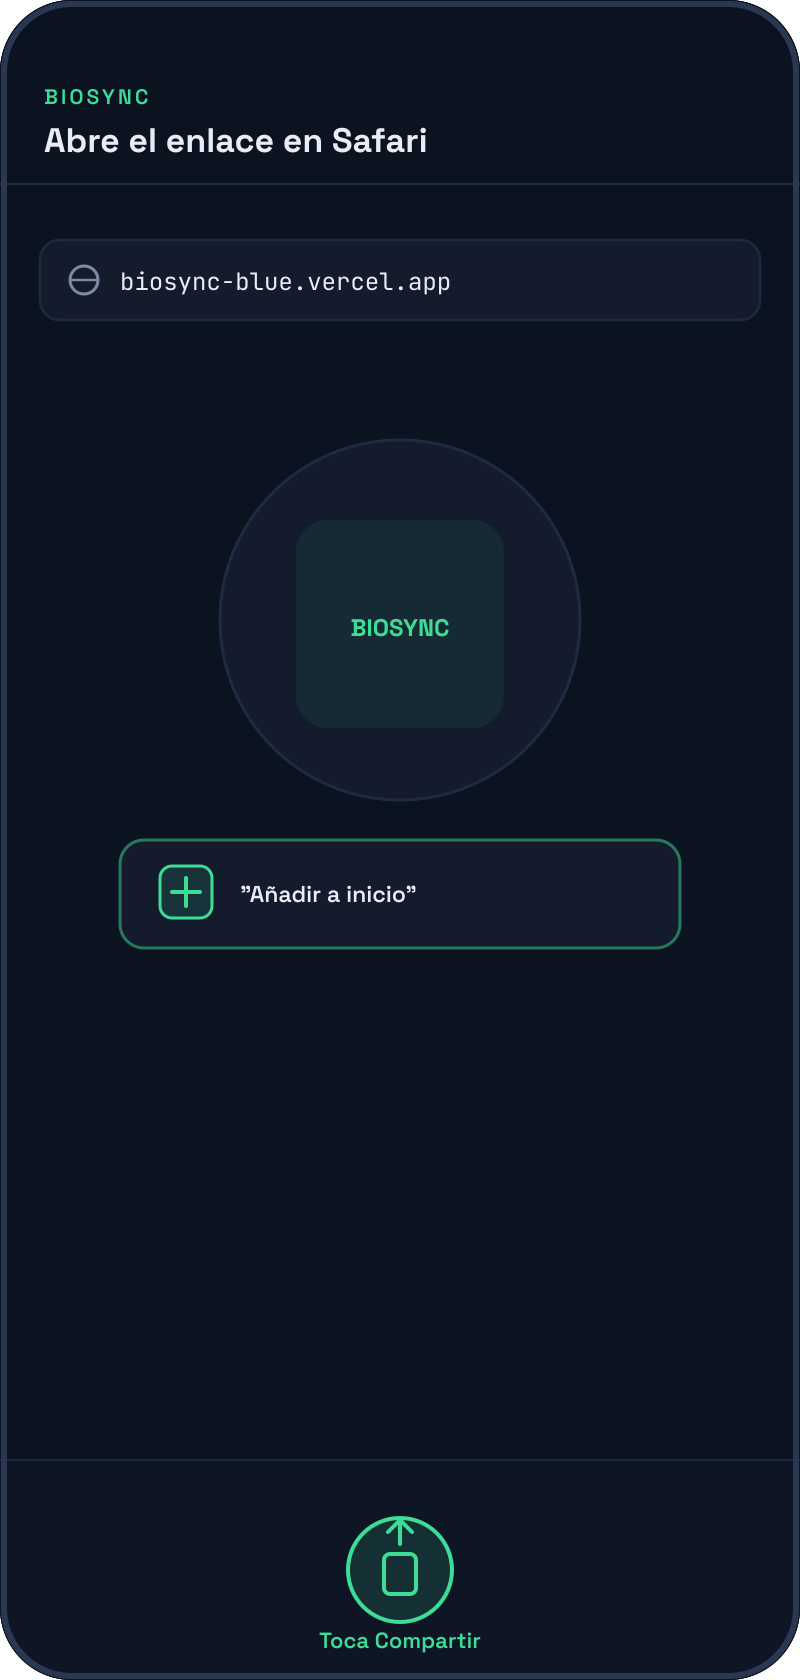 BIOSYNC
Abre el enlace en Safari
biosync-blue.vercel.app
BIOSYNC
”Añadir a inicio”
Toca Compartir